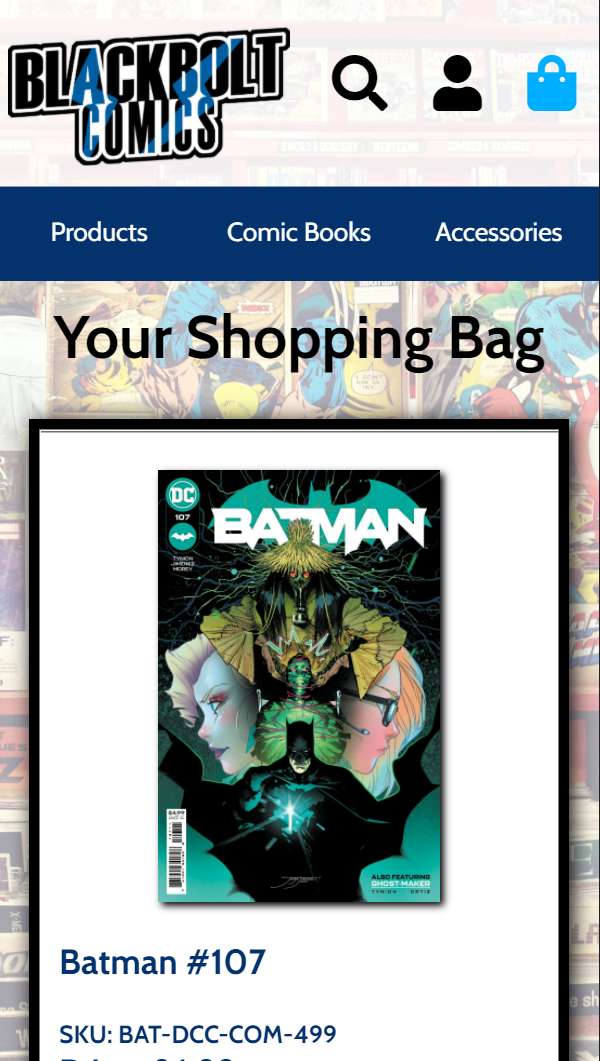 BLACKBOLT
COMICS
Products Comic Books Accessories
Your Shopping Bag
DC
107
BATMAN
TYNION
JIMENEZ
MOREY
$4.99
ALSO FEATURING
GHOST-MAKER
TYNION ORTIZ
Batman #107
SKU: BAT-DCC-COM-499